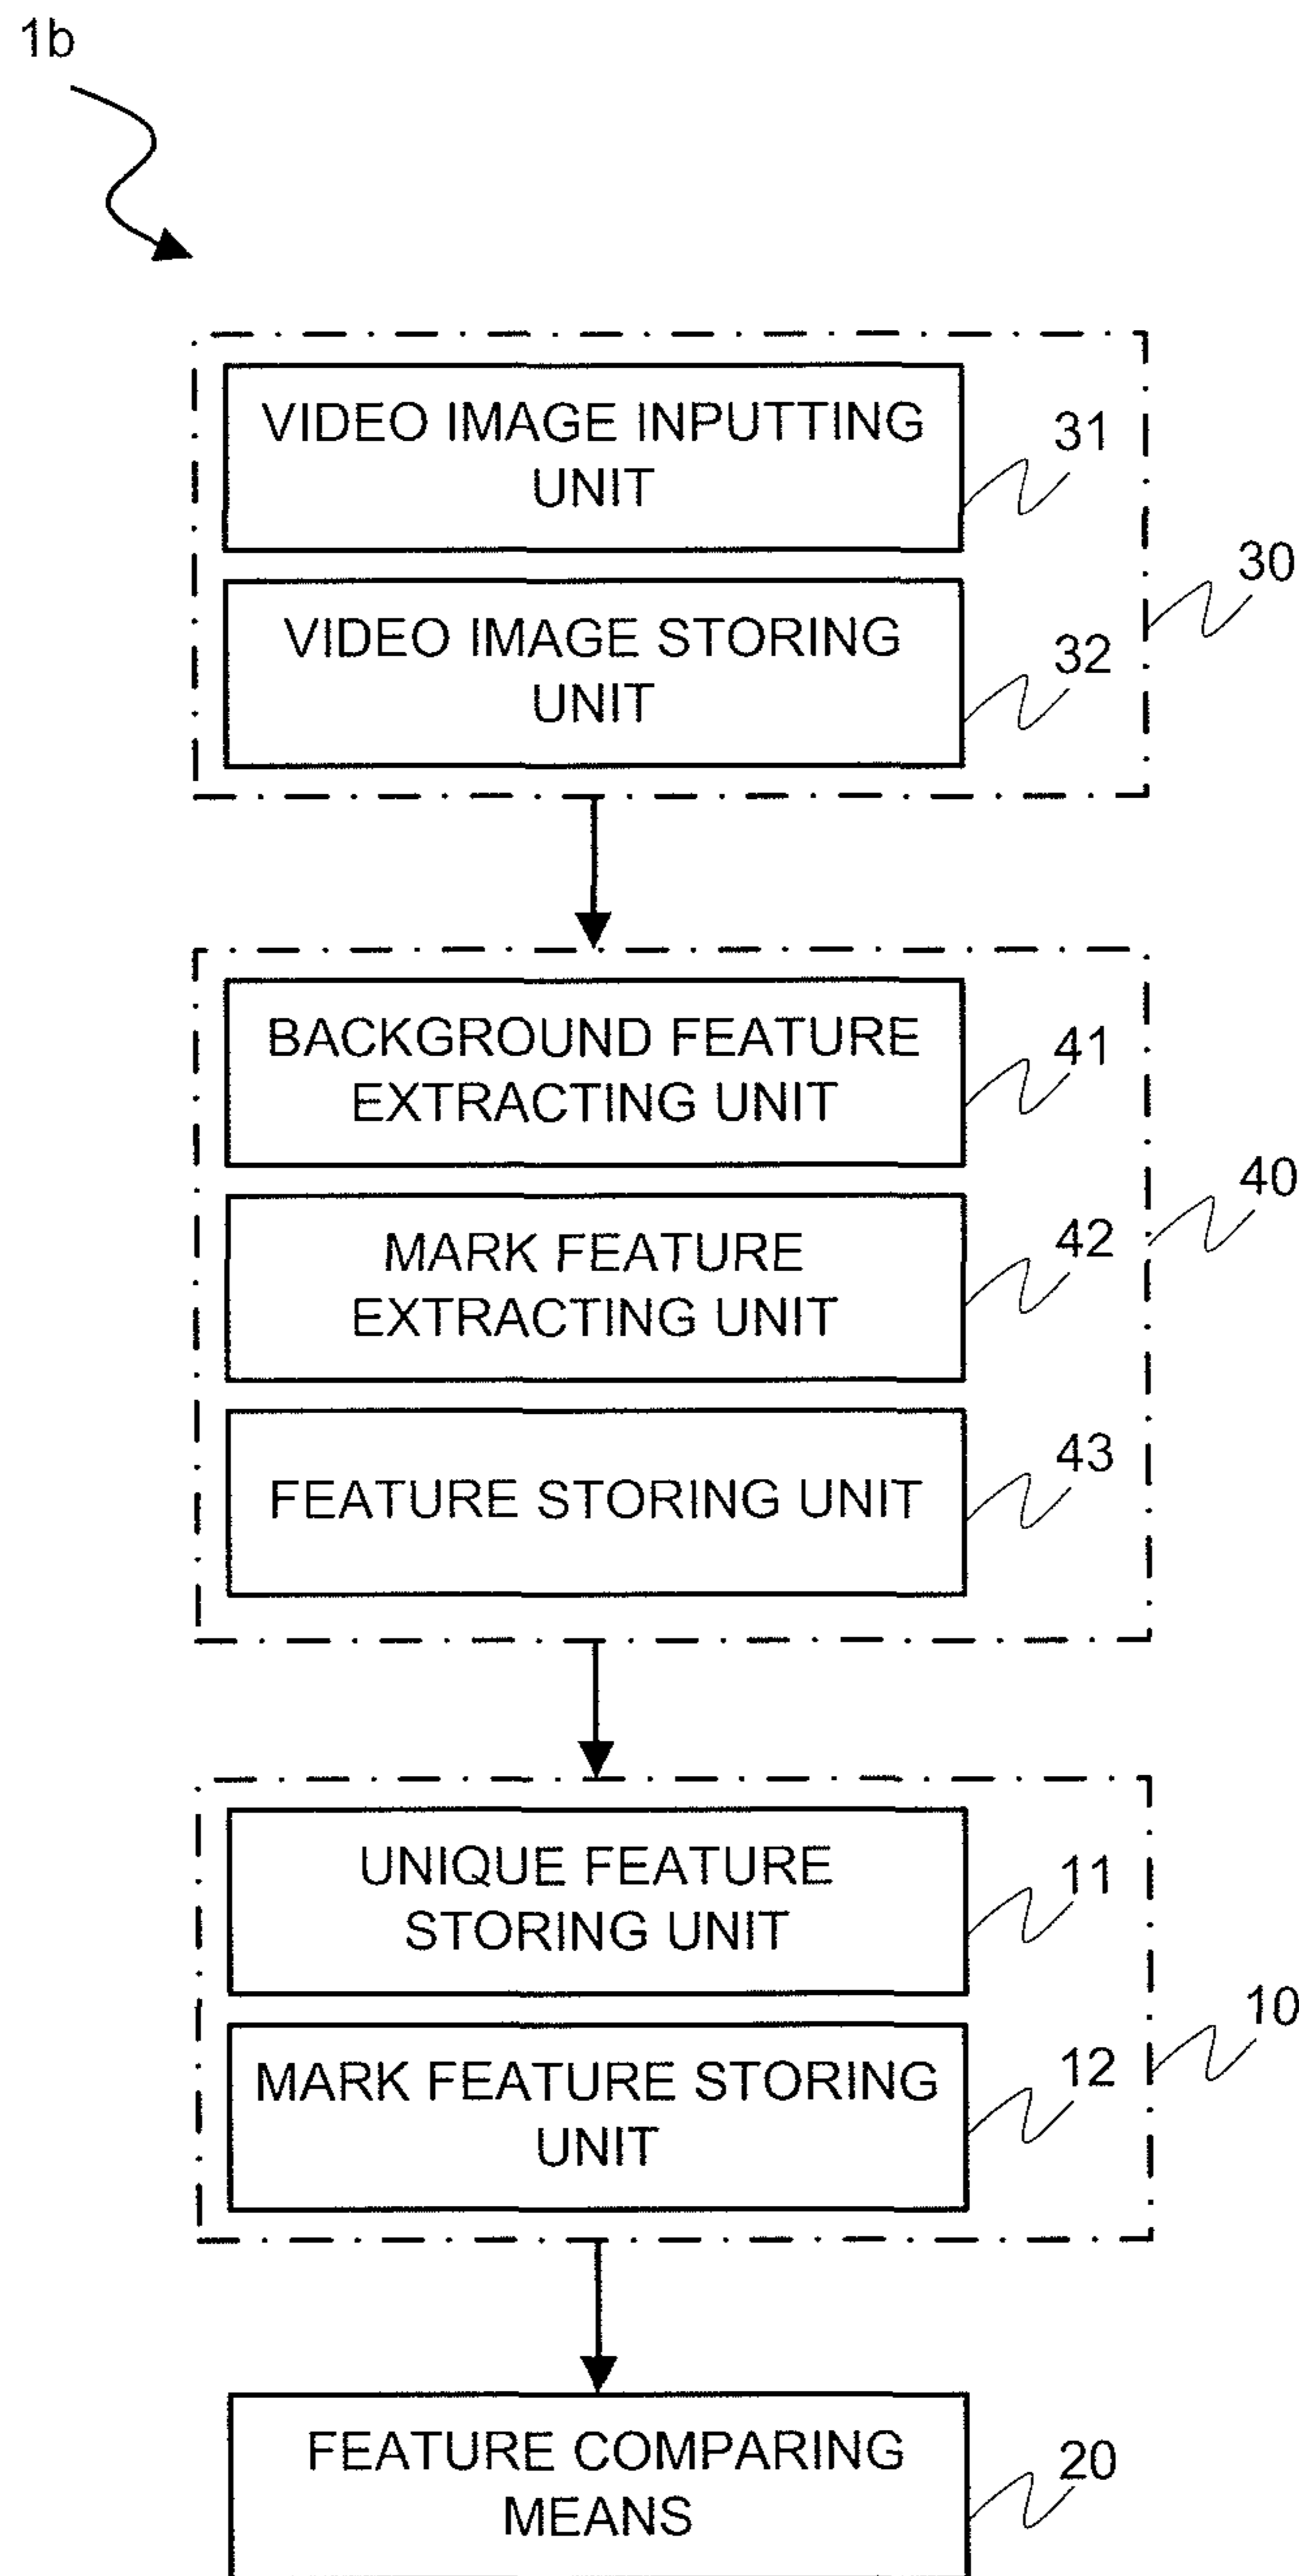 1b
VIDEO IMAGE INPUTTING
UNIT
31
30
VIDEO IMAGE STORING
UNIT
32
BACKGROUND FEATURE
EXTRACTING UNIT
41
40
MARK FEATURE
EXTRACTING UNIT
42
FEATURE STORING UNIT
43
UNIQUE FEATURE
STORING UNIT
11
10
MARK FEATURE STORING
UNIT
12
FEATURE COMPARING
MEANS
20